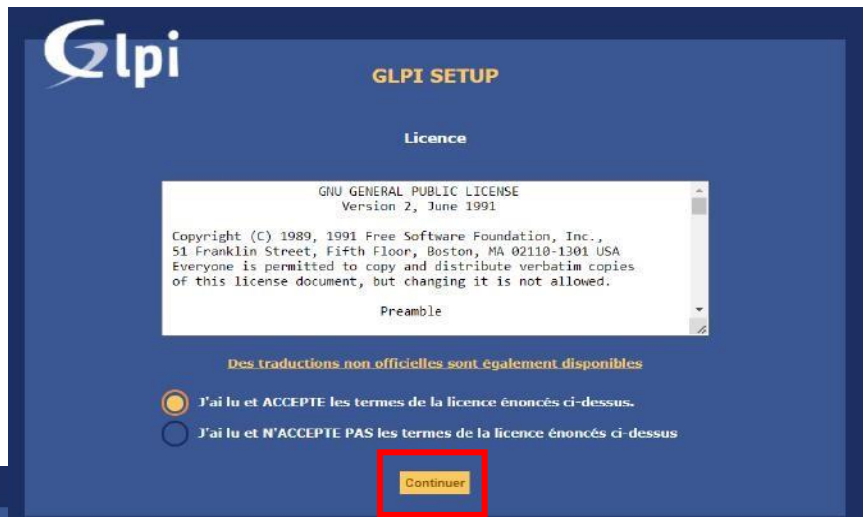 Glpi
GLPI SETUP
Licence
GNU GENERAL PUBLIC LICENSE
Version 2, June 1991
Copyright (C) 1989, 1991 Free Software Foundation, Inc.,
51 Franklin Street, Fifth Floor, Boston, MA 02110-1301 USA
Everyone is permitted to copy and distribute verbatim copies
of this license document, but changing it is not allowed.
Preamble
Des traductions non officielles sont également disponibles
J'ai lu et ACCEPTE les termes de la licence énoncés ci-dessus.
J'ai lu et N'ACCEPTE PAS les termes de la licence énoncés ci-dessus
Continuer